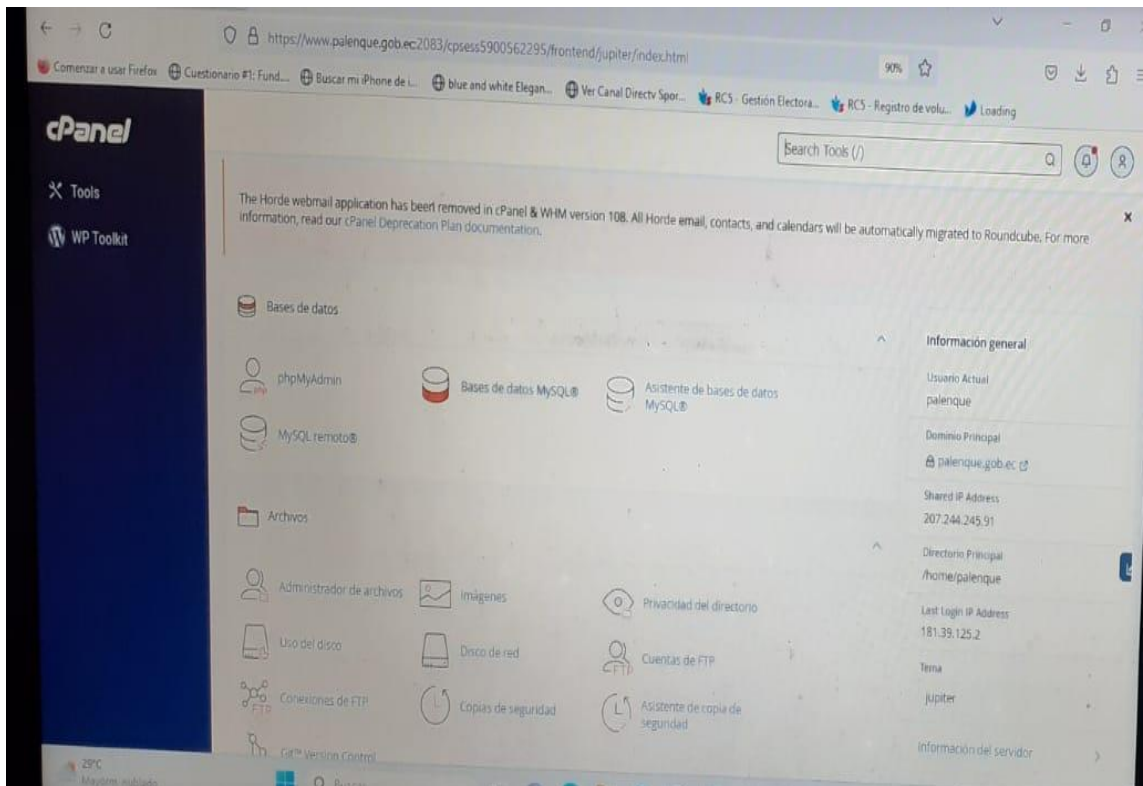 https://www.palenque.gob.ec:2083/cpsess5900562295/frontend/jupiter/index.html
90%
Comenzar a usar Firefox
Cuestionario #1: Fund...
Buscar mi iPhone de i...
blue and white Elegan...
Ver Canal Directv Spor...
RC5 - Gestión Electora...
RC5 - Registro de volu...
Loading
cPanel
Search Tools (/)
Tools
WP Toolkit
The Horde webmail application has been removed in cPanel & WHM version 108. All Horde email, contacts, and calendars will be automatically migrated to Roundcube. For more
information, read our cPanel Deprecation Plan documentation.
x
Bases de datos
phpMyAdmin
Bases de datos MySQL®
Asistente de bases de datos
MySQL®
MySQL remoto®
Archivos
Administrador de archivos
Imágenes
Privacidad del directorio
Uso del disco
Disco de red
Cuentas de FTP
Conexiones de FTP
Copias de seguridad
Asistente de copia de
seguridad
Git™ Version Control
Información general
Usuario Actual
palenque
Dominio Principal
palenque.gob.ec
Shared IP Address
207.244.245.91
Directorio Principal
/home/palenque
Last Login IP Address
181.39.125.2
Tema
jupiter
Información del servidor
29°C
Mayorm. nublado